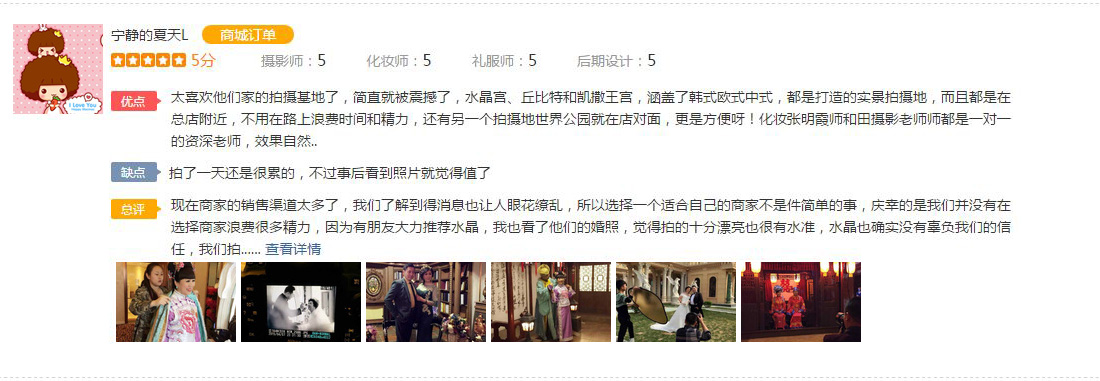 宁静的夏天L 商城订单
5分 摄影师：5 化妆师：5 礼服师：5 后期设计：5
优点 太喜欢他们家的拍摄基地了，简直就被震撼了，水晶宫、丘比特和凯撒王宫，涵盖了韩式欧式中式，都是打造的实景拍摄地，而且都是在
总店附近，不用在路上浪费时间和精力，还有另一个拍摄地世界公园就在店对面，更是方便呀！化妆张明霞师和田摄影老师师都是一对一
的资深老师，效果自然..
缺点 拍了一天还是很累的，不过事后看到照片就觉得值了
总评 现在商家的销售渠道太多了，我们了解到得消息也让人眼花缭乱，所以选择一个适合自己的商家不是件简单的事，庆幸的是我们并没有在
选择商家浪费很多精力，因为有朋友大力推荐水晶，我也看了他们的婚照，觉得拍的十分漂亮也很有水准，水晶也确实没有辜负我们的信
任，我们拍...... 查看详情
I Love You